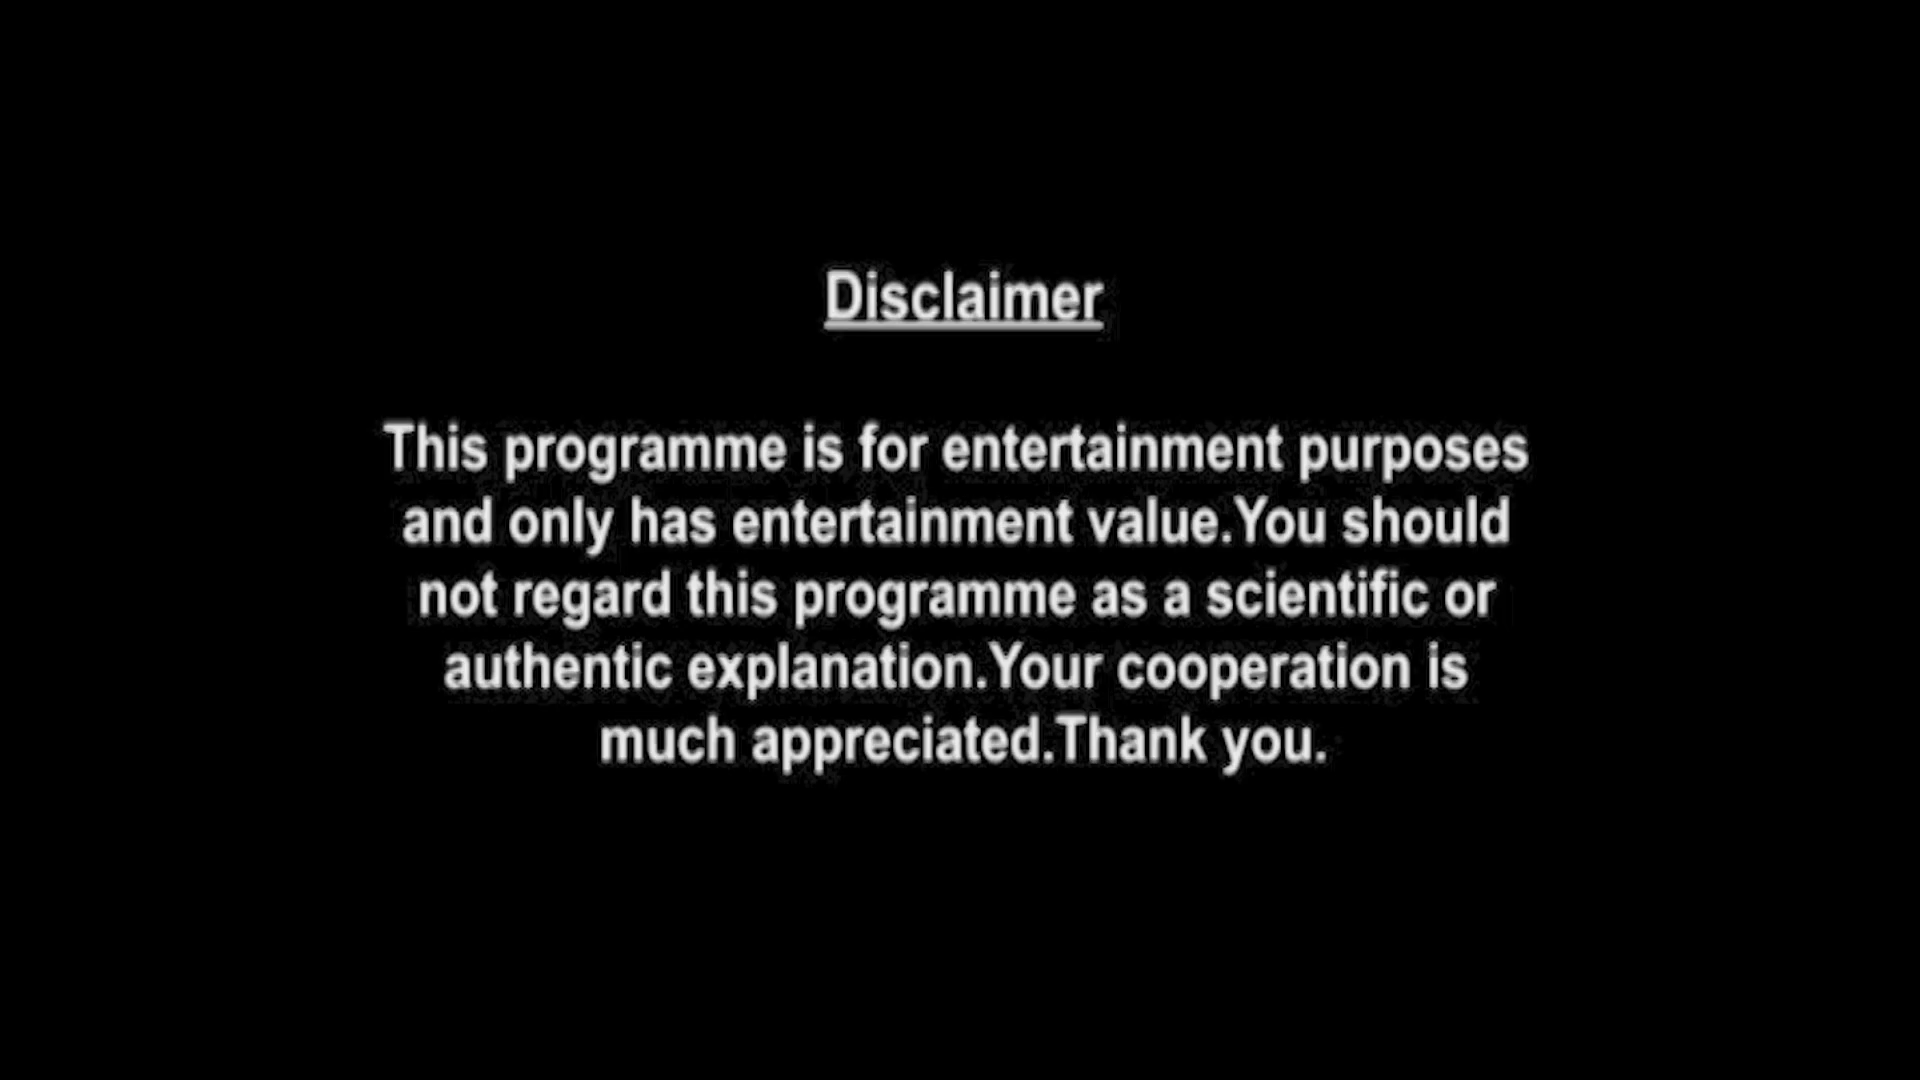 Disclaimer
This programme is for entertainment purposes
and only has entertainment value.You should
not regard this programme as a scientific or
authentic explanation.Your cooperation is
much appreciated.Thank you.